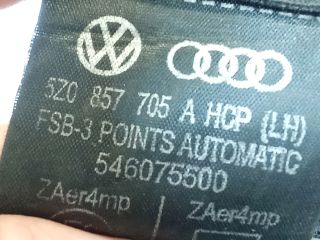 5Z0 857 705 A HCP (LH)
FSB-3 POINTS AUTOMATIC
546075500
ZAer4mp ZAer4mp